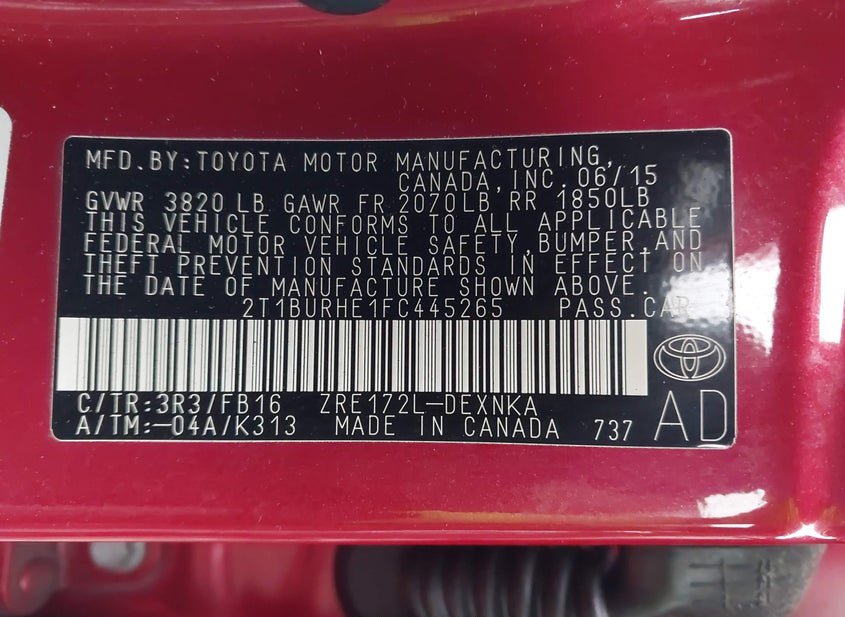 MFD.BY:TOYOTA MOTOR MANUFACTURING,
CANADA,INC.06/15
GVWR 3820 LB GAWR FR 2070LB RR 1850LB
THIS VEHICLE CONFORMS TO ALL APPLICABLE
FEDERAL MOTOR VEHICLE SAFETY,BUMPER,AND
THEFT PREVENTION STANDARDS IN EFFECT ON
THE DATE OF MANUFACTURE SHOWN ABOVE.
2T1BURHE1FC445265 PASS.CAR
C/TR:3R3/FB16 ZRE172L-DEXNKA
A/TM:-04A/K313 MADE IN CANADA 737 AD